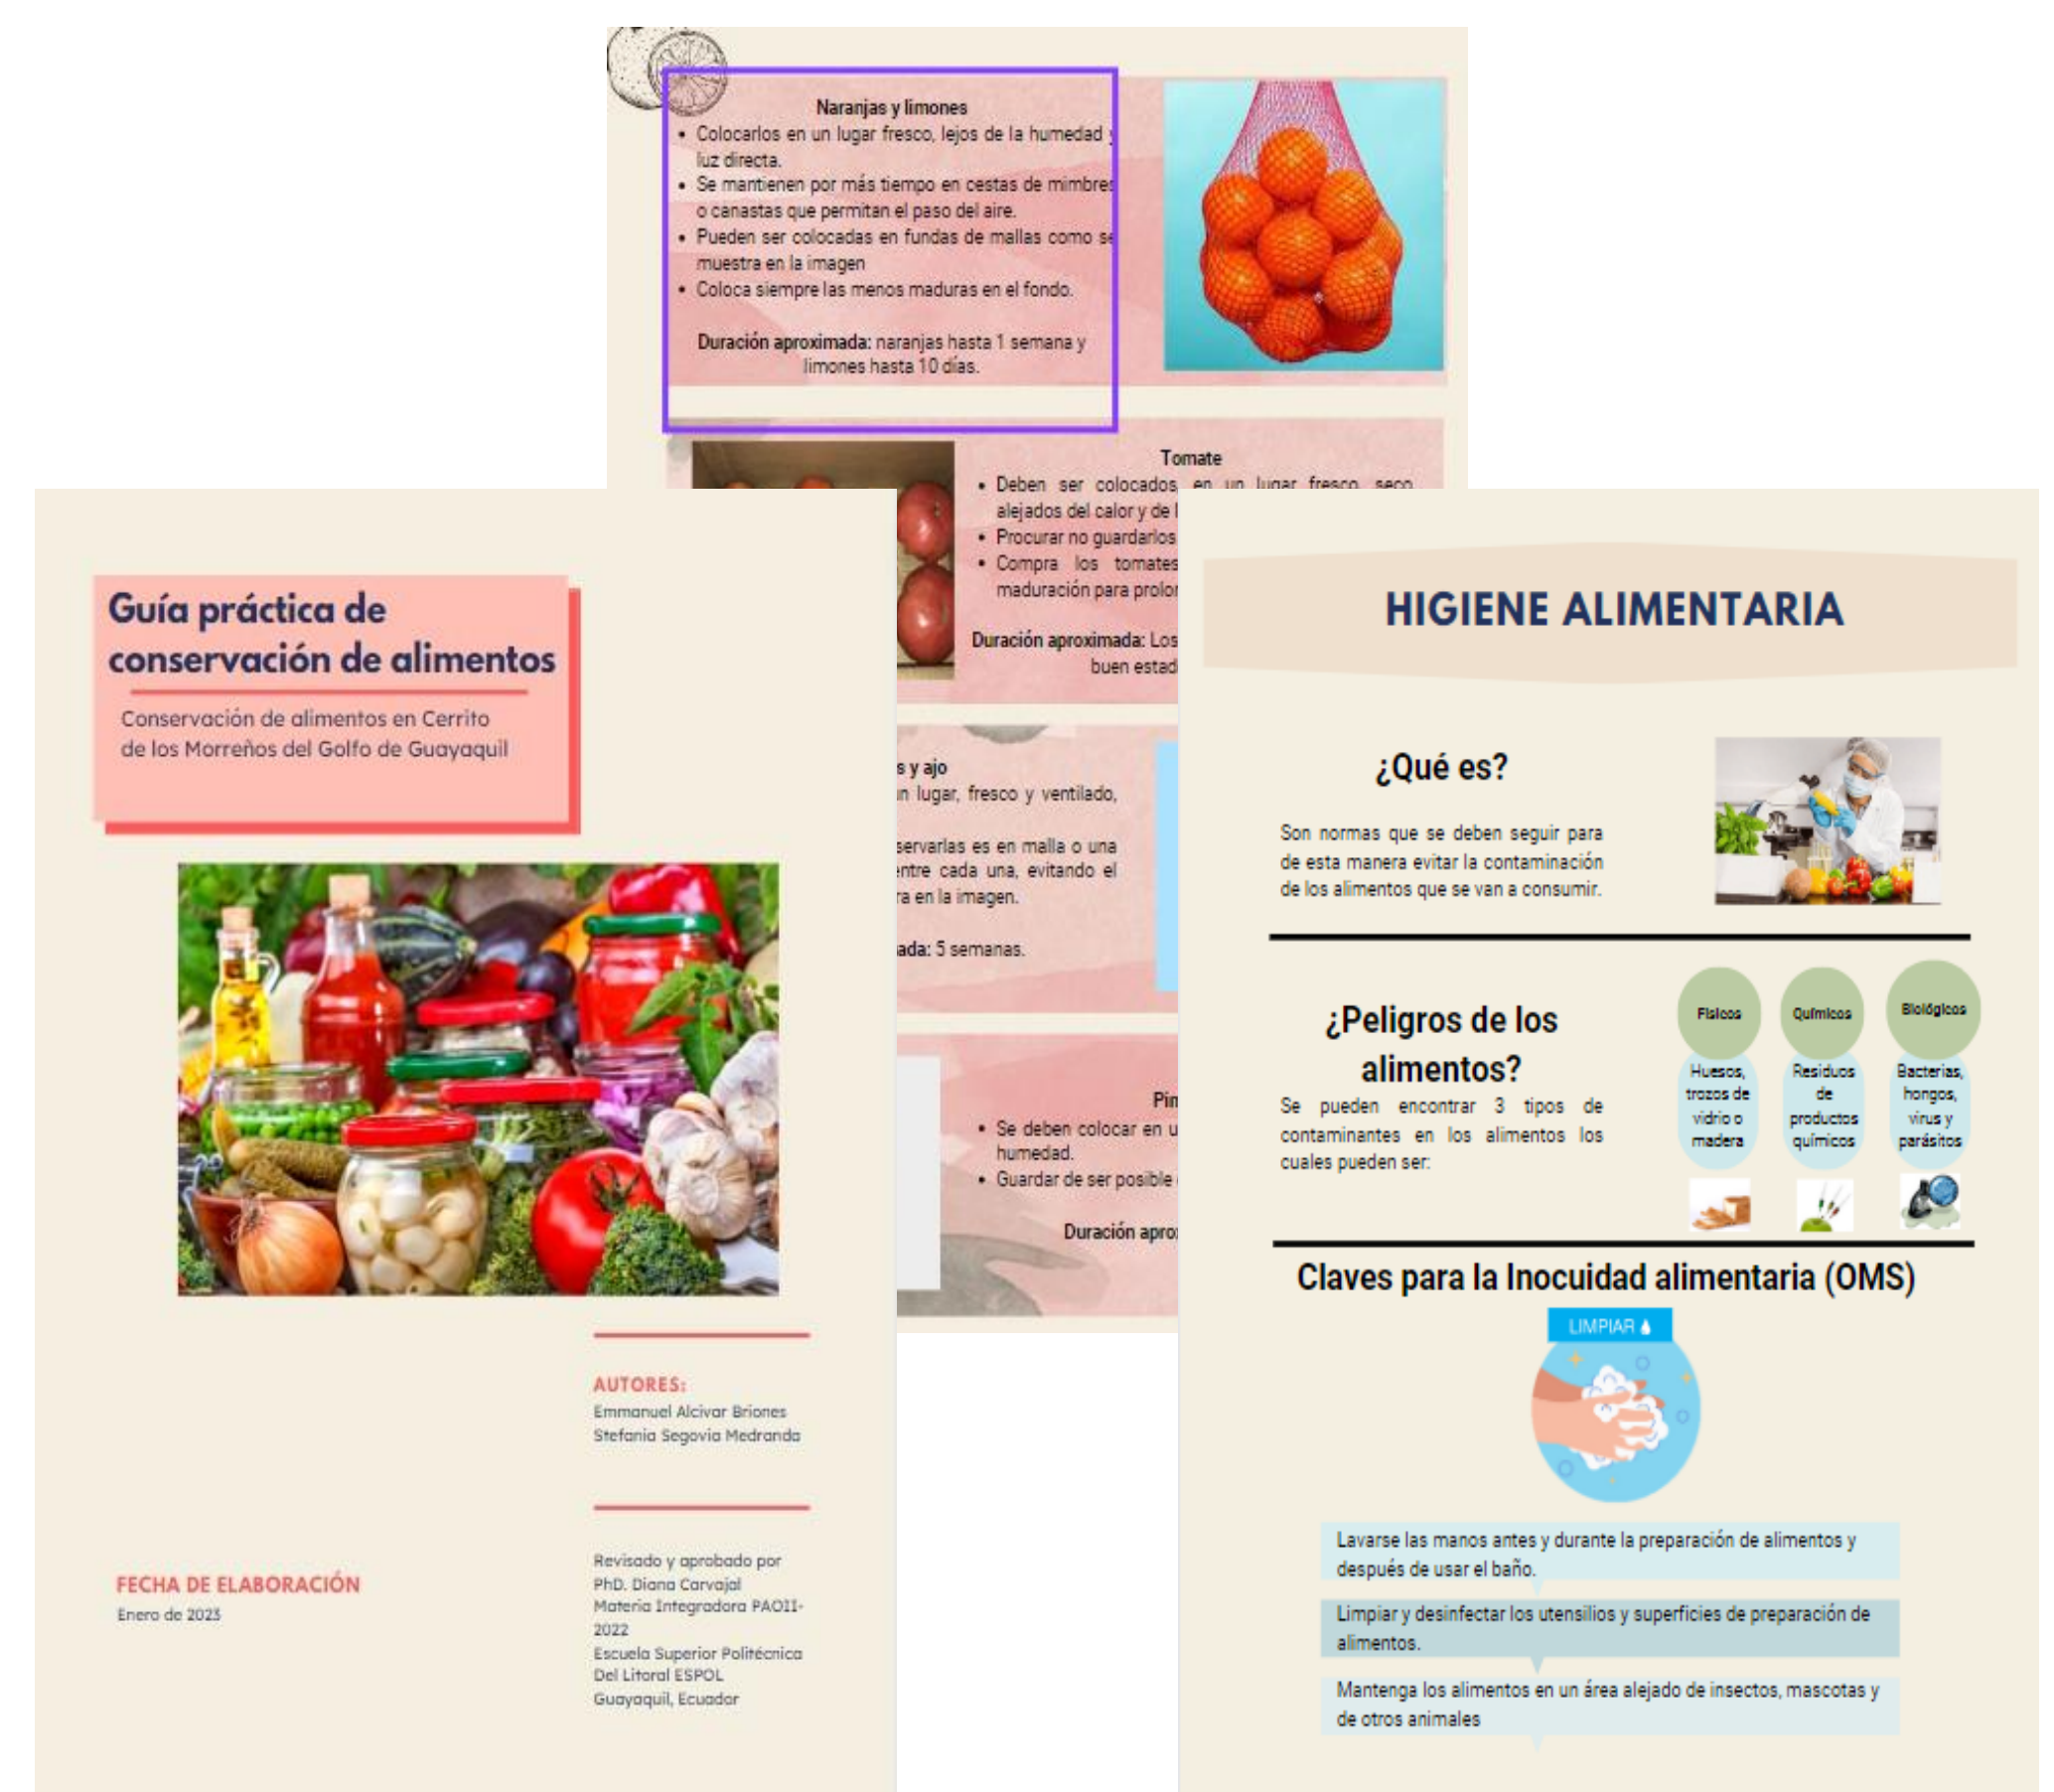 Naranjas y limones
• Colocarlos en un lugar fresco, lejos de la humedad y
luz directa.
• Se mantienen por más tiempo en cestas de mimbres
o canastas que permitan el paso del aire.
• Pueden ser colocadas en fundas de mallas como se
muestra en la imagen
• Coloca siempre las menos maduras en el fondo.
Duración aproximada: naranjas hasta 1 semana y
limones hasta 10 días.
Tomate
• Deben ser colocados en un lugar fresco, seco
alejados del calor y de
• Procurar no guardarlos
• Compra los tomates
maduración para
Duración aproximada: Los
buen
s y ajo
un lugar, fresco y ventilado,
es en malla o una
entre cada una, evitando el
en la imagen.
5 semanas.
• Se deben colocar en
humedad.
• Guardar de ser posible
Duración
Guía práctica de
conservación de alimentos
Conservación de alimentos en Cerrito
de los Morreños del Golfo de Guayaquil
AUTORES:
Emmanuel Alcivar Briones
Stefania Segovia Medranda
FECHA DE ELABORACIÓN
Enero de 2023
Revisado y aprobado por
PhD. Diana Carvajal
Materia Integradora PAOII-
2022
Escuela Superior Politécnica
Del Litoral ESPOL
Guayaquil, Ecuador
HIGIENE ALIMENTARIA
¿Qué es?
Son normas que se deben seguir para
de esta manera evitar la contaminación
de los alimentos que se van a consumir.
¿Peligros de los
alimentos?
Se pueden encontrar 3 tipos de
contaminantes en los alimentos los
cuales pueden ser:
Físicos
Huesos,
trozos de
vidrio o
madera
Químicos
Residuos
de
productos
químicos
Biológicos
Bacterias,
hongos,
virus y
parásitos
Claves para la Inocuidad alimentaria (OMS)
LIMPIAR
Lavarse las manos antes y durante la preparación de alimentos y
después de usar el baño.
Limpiar y desinfectar los utensilios y superficies de preparación de
alimentos.
Mantenga los alimentos en un área alejado de insectos, mascotas y
de otros animales